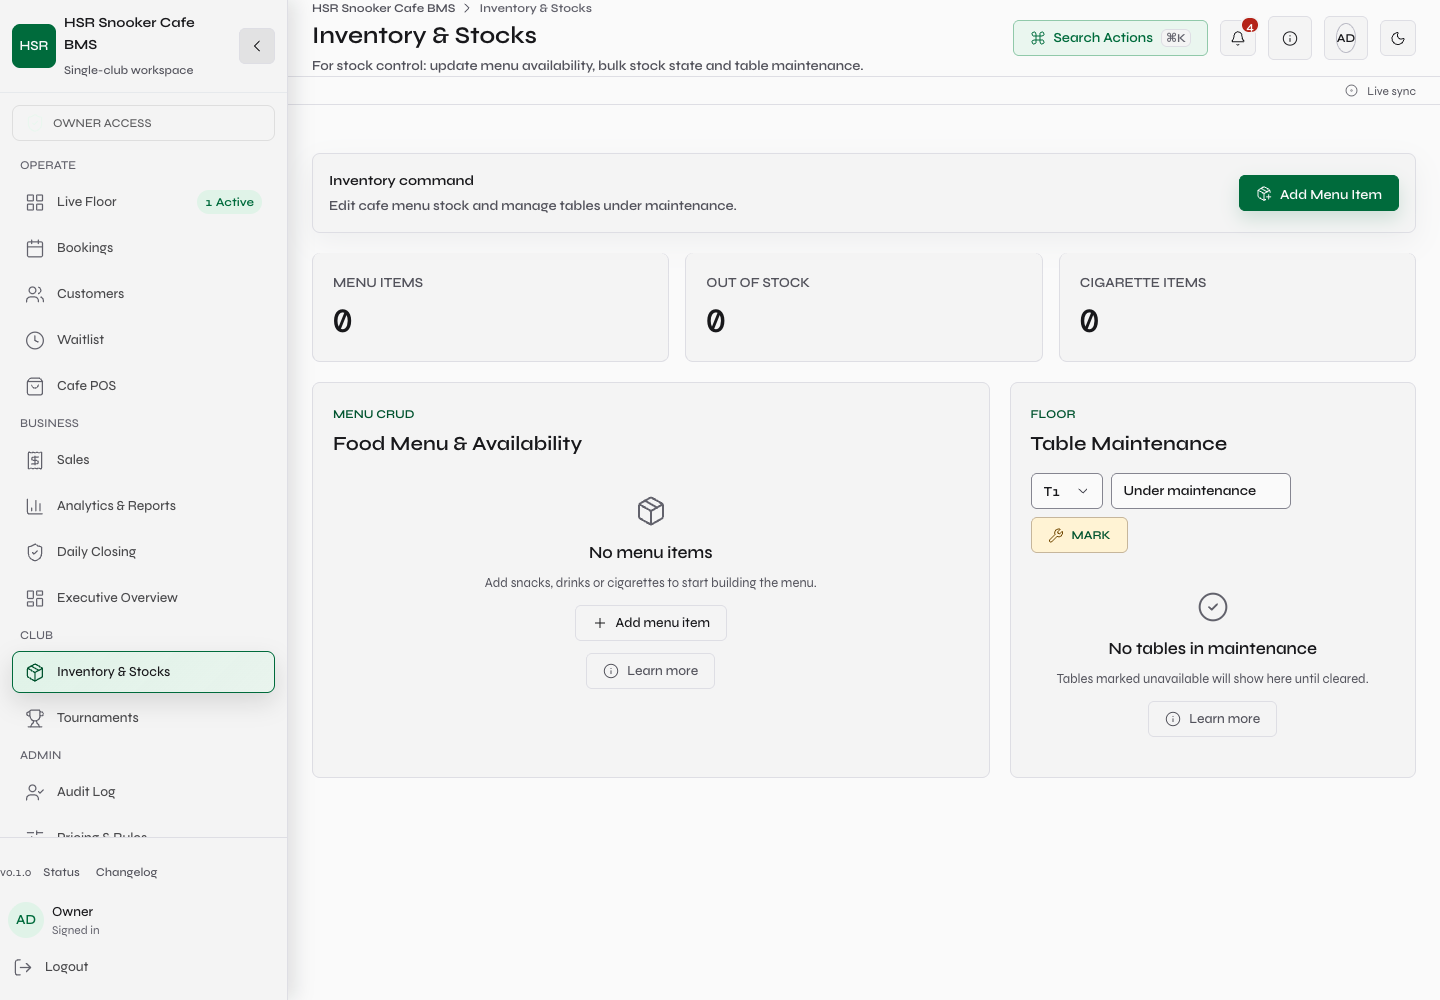 HSR
HSR Snooker Cafe
BMS
Single-club workspace
OWNER ACCESS
OPERATE
Live Floor
1 Active
Bookings
Customers
Waitlist
Cafe POS
BUSINESS
Sales
Analytics & Reports
Daily Closing
Executive Overview
CLUB
Inventory & Stocks
Tournaments
ADMIN
Audit Log
Pricing & Rules
v0.1.0 Status Changelog
AD
Owner
Signed in
Logout
HSR Snooker Cafe BMS > Inventory & Stocks
Inventory & Stocks
For stock control: update menu availability, bulk stock state and table maintenance.
Search Actions ⌘K
4
AD
Live sync
Inventory command
Edit cafe menu stock and manage tables under maintenance.
Add Menu Item
MENU ITEMS
0
OUT OF STOCK
0
CIGARETTE ITEMS
0
MENU CRUD
Food Menu & Availability
No menu items
Add snacks, drinks or cigarettes to start building the menu.
Add menu item
Learn more
FLOOR
Table Maintenance
T1
Under maintenance
MARK
No tables in maintenance
Tables marked unavailable will show here until cleared.
Learn more